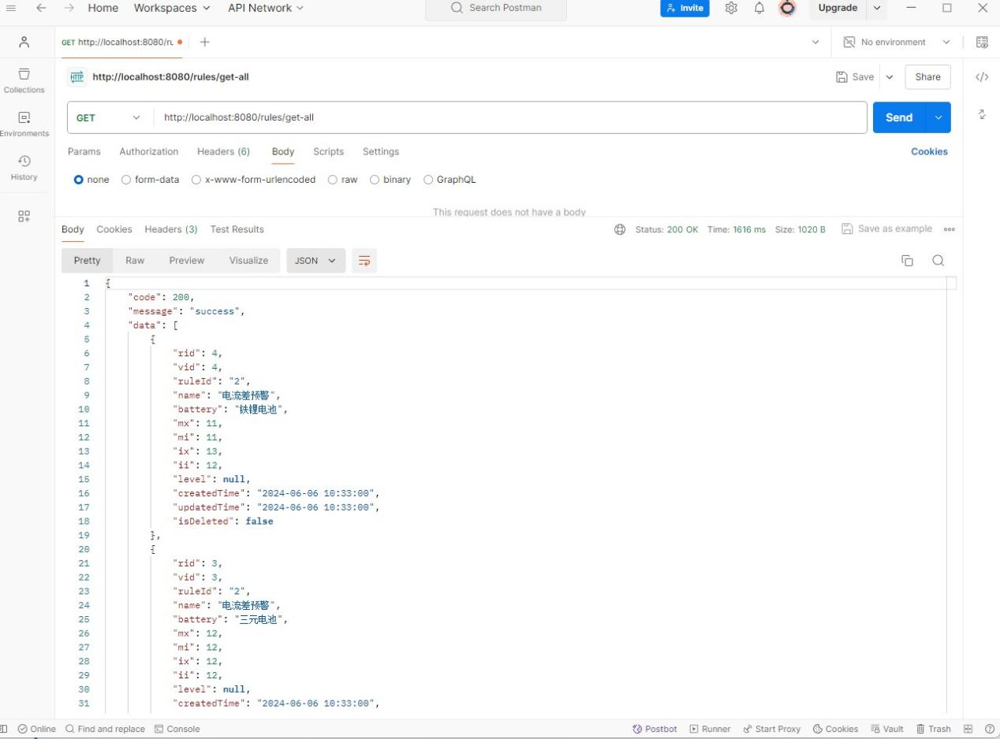 Home Workspaces API Network Search Postman Invite Upgrade
GET http://localhost:8080/ru No environment
HTTP http://localhost:8080/rules/get-all Save Share
Collections
GET http://localhost:8080/rules/get-all Send
Environments
Params Authorization Headers (6) Body Scripts Settings Cookies
History
none form-data x-www-form-urlencoded raw binary GraphQL
This request does not have a body
Body Cookies Headers (3) Test Results Status: 200 OK Time: 1616 ms Size: 1020 B Save as example
Pretty Raw Preview Visualize JSON
1 {
2 "code": 200,
3 "message": "success",
4 "data": [
5 {
6 "rid": 4,
7 "vid": 4,
8 "ruleId": "2",
9 "name": "电流差预警",
10 "battery": "铁锂电池",
11 "mx": 11,
12 "mi": 11,
13 "ix": 13,
14 "ii": 12,
15 "level": null,
16 "createdTime": "2024-06-06 10:33:00",
17 "updatedTime": "2024-06-06 10:33:00",
18 "isDeleted": false
19 },
20 {
21 "rid": 3,
22 "vid": 3,
23 "ruleId": "2",
24 "name": "电流差预警",
25 "battery": "三元电池",
26 "mx": 12,
27 "mi": 12,
28 "ix": 12,
29 "ii": 12,
30 "level": null,
31 "createdTime": "2024-06-06 10:33:00",
Online Find and replace Console Postbot Runner Start Proxy Cookies Vault Trash